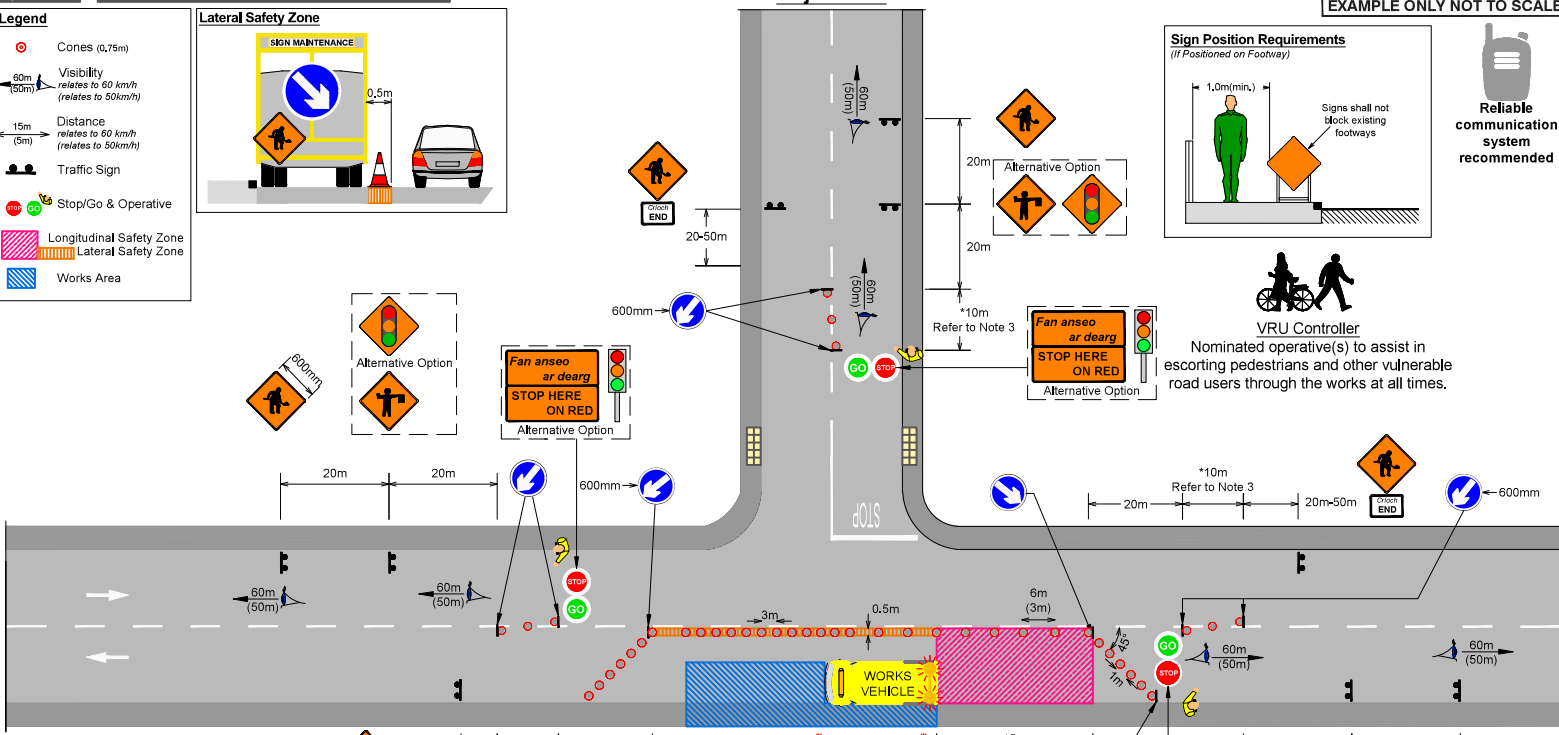 EXAMPLE ONLY NOT TO SCALE
Legend
Cones (0.75m)
60m
(50m)
Visibility
relates to 60 km/h
(relates to 50km/h)
15m
(5m)
Distance
relates to 60 km/h
(relates to 50km/h)
Traffic Sign
STOP
GO
Stop/Go & Operative
Longitudinal Safety Zone
Lateral Safety Zone
Works Area
Lateral Safety Zone
SIGN MAINTENANCE
0.5m
Sign Position Requirements
(If Positioned on Footway)
1.0m(min.)
Signs shall not
block existing
footways
Reliable
communication
system
recommended
VRU Controller
Nominated operative(s) to assist in
escorting pedestrians and other vulnerable
road users through the works at all times.
60m
(50m)
20m
Alternative Option
20m
Críoch
END
20-50m
60m
(50m)
600mm
*10m
Refer to Note 3
GO
STOP
Fan anseo
ar dearg
STOP HERE
ON RED
Alternative Option
Alternative Option
600mm
Fan anseo
ar dearg
STOP HERE
ON RED
Alternative Option
20m
20m
600mm
STOP
20m
*10m
Refer to Note 3
20m-50m
Críoch
END
600mm
STOP
GO
60m
(50m)
60m
(50m)
3m
0.5m
6m
(3m)
45°
1m
GO
STOP
60m
(50m)
60m
(50m)
WORKS
VEHICLE